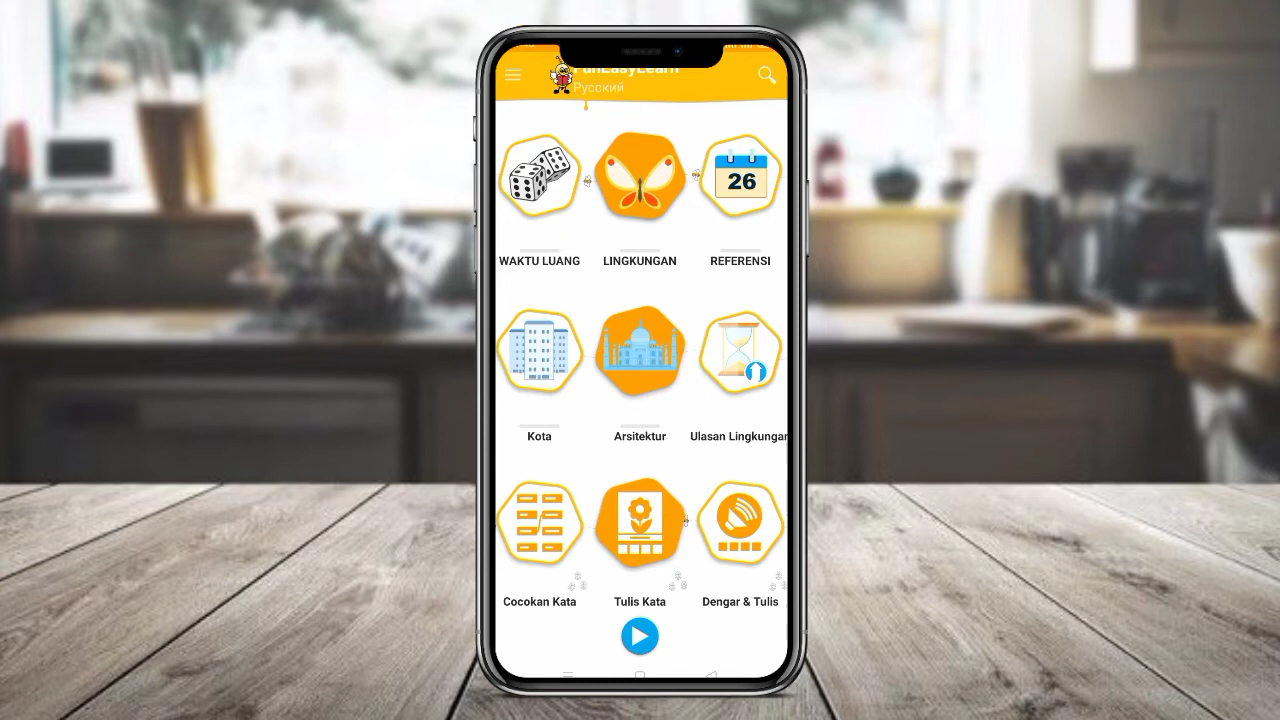 FunEasyLearn
Русский
26
WAKTU LUANG
LINGKUNGAN
REFERENSI
Kota
Arsitektur
Ulasan Lingkungan
Cocokan Kata
Tulis Kata
Dengar & Tulis